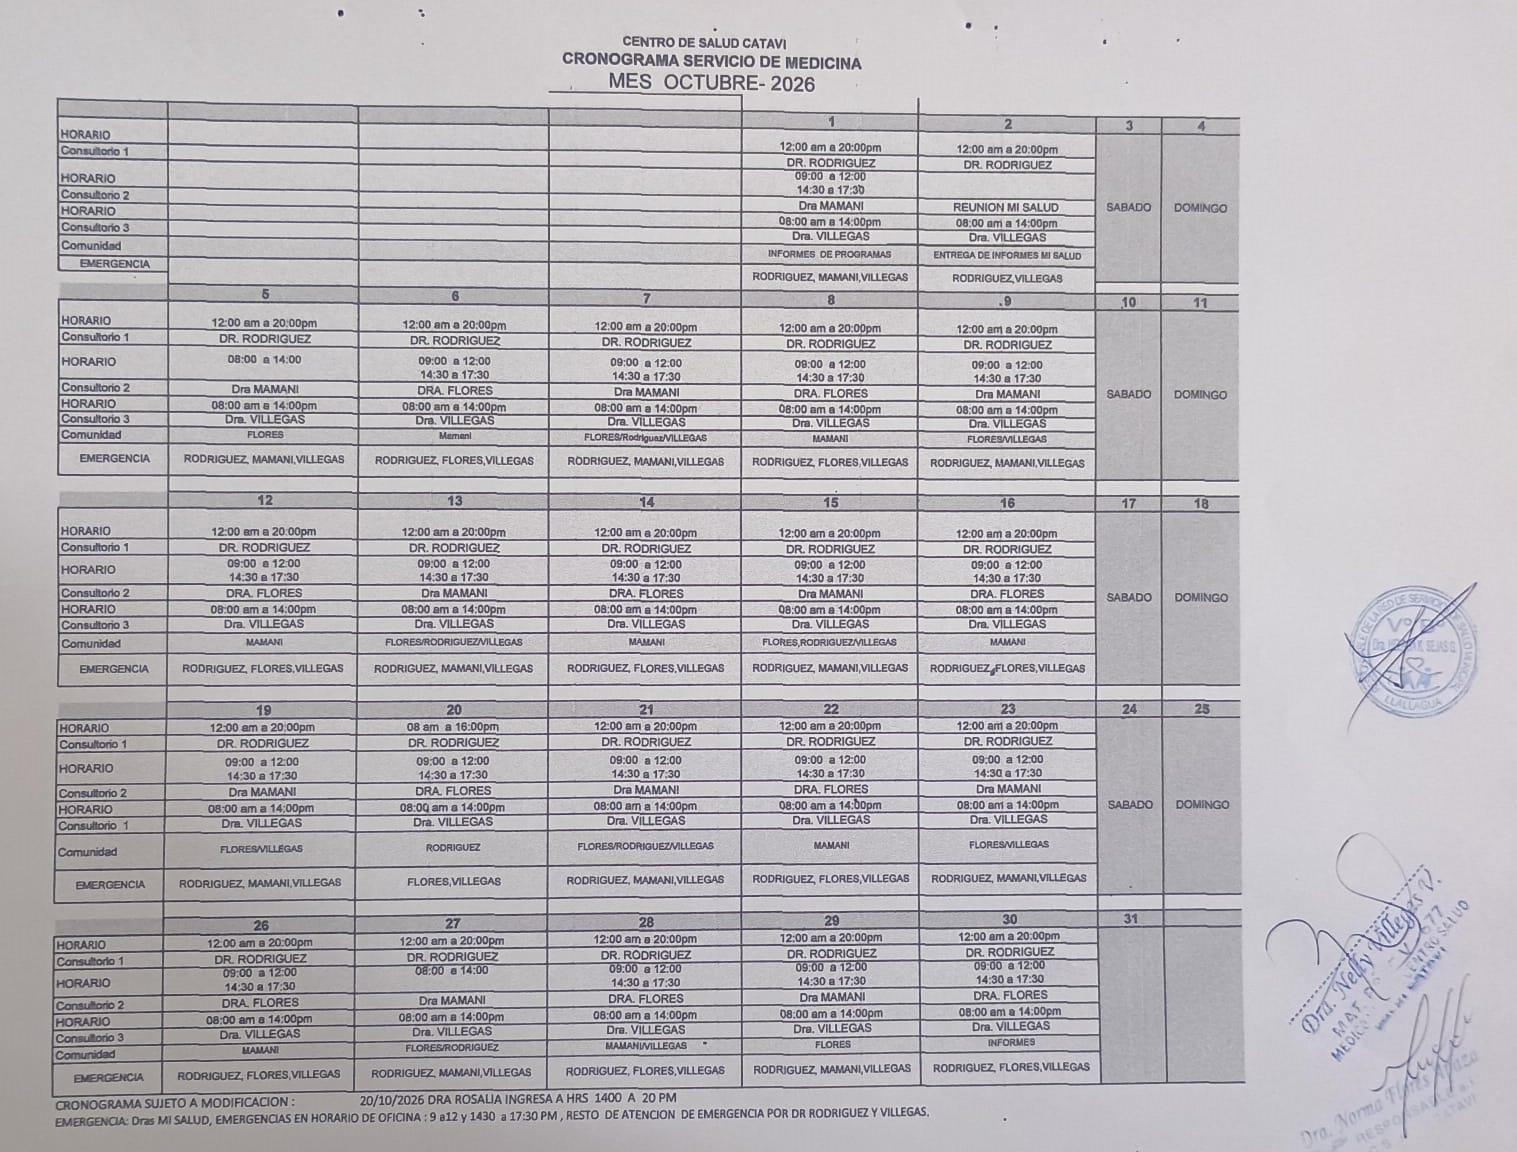 CENTRO DE SALUD CATAVI
CRONOGRAMA SERVICIO DE MEDICINA
MES OCTUBRE- 2026
1 2 3 4
HORARIO 12:00 am a 20:00pm 12:00 am a 20:00pm
Consultorio 1 DR. RODRIGUEZ DR. RODRIGUEZ
HORARIO 09:00 a 12:00
14:30 a 17:30
Consultorio 2 Dra MAMANI REUNION MI SALUD SABADO DOMINGO
HORARIO 08:00 am a 14:00pm 08:00 am a 14:00pm
Consultorio 3 Dra. VILLEGAS Dra. VILLEGAS
Comunidad INFORMES DE PROGRAMAS ENTREGA DE INFORMES MI SALUD
EMERGENCIA RODRIGUEZ, MAMANI,VILLEGAS RODRIGUEZ,VILLEGAS
5 6 7 8 .9 10 11
HORARIO 12:00 am a 20:00pm 12:00 am a 20:00pm 12:00 am a 20:00pm 12:00 am a 20:00pm 12:00 am a 20:00pm
Consultorio 1 DR. RODRIGUEZ DR. RODRIGUEZ DR. RODRIGUEZ DR. RODRIGUEZ DR. RODRIGUEZ
HORARIO 08:00 a 14:00 09:00 a 12:00 09:00 a 12:00 09:00 a 12:00 09:00 a 12:00
14:30 a 17:30 14:30 a 17:30 14:30 a 17:30 14:30 a 17:30
Consultorio 2 Dra MAMANI DRA. FLORES Dra MAMANI DRA. FLORES Dra MAMANI SABADO DOMINGO
HORARIO 08:00 am a 14:00pm 08:00 am a 14:00pm 08:00 am a 14:00pm 08:00 am a 14:00pm 08:00 am a 14:00pm
Consultorio 3 Dra. VILLEGAS Dra. VILLEGAS Dra. VILLEGAS Dra. VILLEGAS Dra. VILLEGAS
Comunidad FLORES Mamani FLORES/Rodriguez/VILLEGAS MAMANI FLORES/VILLEGAS
EMERGENCIA RODRIGUEZ, MAMANI,VILLEGAS RODRIGUEZ, FLORES,VILLEGAS RODRIGUEZ, MAMANI,VILLEGAS RODRIGUEZ, FLORES,VILLEGAS RODRIGUEZ, MAMANI,VILLEGAS
12 13 14 15 16 17 18
HORARIO 12:00 am a 20:00pm 12:00 am a 20:00pm 12:00 am a 20:00pm 12:00 am a 20:00pm 12:00 am a 20:00pm
Consultorio 1 DR. RODRIGUEZ DR. RODRIGUEZ DR. RODRIGUEZ DR. RODRIGUEZ DR. RODRIGUEZ
HORARIO 09:00 a 12:00 09:00 a 12:00 09:00 a 12:00 09:00 a 12:00 09:00 a 12:00
14:30 a 17:30 14:30 a 17:30 14:30 a 17:30 14:30 a 17:30 14:30 a 17:30
Consultorio 2 DRA. FLORES Dra MAMANI DRA. FLORES Dra MAMANI DRA. FLORES SABADO DOMINGO
HORARIO 08:00 am a 14:00pm 08:00 am a 14:00pm 08:00 am a 14:00pm 08:00 am a 14:00pm 08:00 am a 14:00pm
Consultorio 3 Dra. VILLEGAS Dra. VILLEGAS Dra. VILLEGAS Dra. VILLEGAS Dra. VILLEGAS
Comunidad MAMANI FLORES/RODRIGUEZ/VILLEGAS MAMANI FLORES,RODRIGUEZ/VILLEGAS MAMANI
EMERGENCIA RODRIGUEZ, FLORES,VILLEGAS RODRIGUEZ, MAMANI,VILLEGAS RODRIGUEZ, FLORES,VILLEGAS RODRIGUEZ, MAMANI,VILLEGAS RODRIGUEZ, FLORES,VILLEGAS
19 20 21 22 23 24 25
HORARIO 12:00 am a 20:00pm 08 am a 16:00pm 12:00 am a 20:00pm 12:00 am a 20:00pm 12:00 am a 20:00pm
Consultorio 1 DR. RODRIGUEZ DR. RODRIGUEZ DR. RODRIGUEZ DR. RODRIGUEZ DR. RODRIGUEZ
HORARIO 09:00 a 12:00 09:00 a 12:00 09:00 a 12:00 09:00 a 12:00 09:00 a 12:00
14:30 a 17:30 14:30 a 17:30 14:30 a 17:30 14:30 a 17:30 14:30 a 17:30
Consultorio 2 Dra MAMANI DRA. FLORES Dra MAMANI DRA. FLORES Dra MAMANI
HORARIO 08:00 am a 14:00pm 08:00 am a 14:00pm 08:00 am a 14:00pm 08:00 am a 14:00pm 08:00 am a 14:00pm SABADO DOMINGO
Consultorio 1 Dra. VILLEGAS Dra. VILLEGAS Dra. VILLEGAS Dra. VILLEGAS Dra. VILLEGAS
Comunidad FLORES/VILLEGAS RODRIGUEZ FLORES/RODRIGUEZ/VILLEGAS MAMANI FLORES/VILLEGAS
EMERGENCIA RODRIGUEZ, MAMANI,VILLEGAS FLORES,VILLEGAS RODRIGUEZ, MAMANI,VILLEGAS RODRIGUEZ, FLORES,VILLEGAS RODRIGUEZ, MAMANI,VILLEGAS
26 27 28 29 30 31
HORARIO 12:00 am a 20:00pm 12:00 am a 20:00pm 12:00 am a 20:00pm 12:00 am a 20:00pm 12:00 am a 20:00pm
Consultorio 1 DR. RODRIGUEZ DR. RODRIGUEZ DR. RODRIGUEZ DR. RODRIGUEZ DR. RODRIGUEZ
HORARIO 09:00 a 12:00 08:00 a 14:00 09:00 a 12:00 09:00 a 12:00 09:00 a 12:00
14:30 a 17:30 14:30 a 17:30 14:30 a 17:30 14:30 a 17:30
Consultorio 2 DRA. FLORES Dra MAMANI DRA. FLORES Dra MAMANI DRA. FLORES
HORARIO 08:00 am a 14:00pm 08:00 am a 14:00pm 08:00 am a 14:00pm 08:00 am a 14:00pm 08:00 am a 14:00pm
Consultorio 3 Dra. VILLEGAS Dra. VILLEGAS Dra. VILLEGAS Dra. VILLEGAS Dra. VILLEGAS
Comunidad MAMANI FLORES/RODRIGUEZ MAMANI/VILLEGAS FLORES INFORMES
EMERGENCIA RODRIGUEZ, FLORES,VILLEGAS RODRIGUEZ, MAMANI,VILLEGAS RODRIGUEZ, FLORES,VILLEGAS RODRIGUEZ, MAMANI,VILLEGAS RODRIGUEZ, FLORES,VILLEGAS
CRONOGRAMA SUJETO A MODIFICACION : 20/10/2026 DRA ROSALIA INGRESA A HRS 1400 A 20 PM
EMERGENCIA: Dras MI SALUD, EMERGENCIAS EN HORARIO DE OFICINA : 9 a12 y 1430 a 17:30 PM , RESTO DE ATENCION DE EMERGENCIA POR DR RODRIGUEZ Y VILLEGAS.
VoBo
SEJAS G.
LLALLAGUA
Dra. Nelly Villegas V.
CENTRO SALUD
CATAVI
Dra. Norma Flores
CATAVI